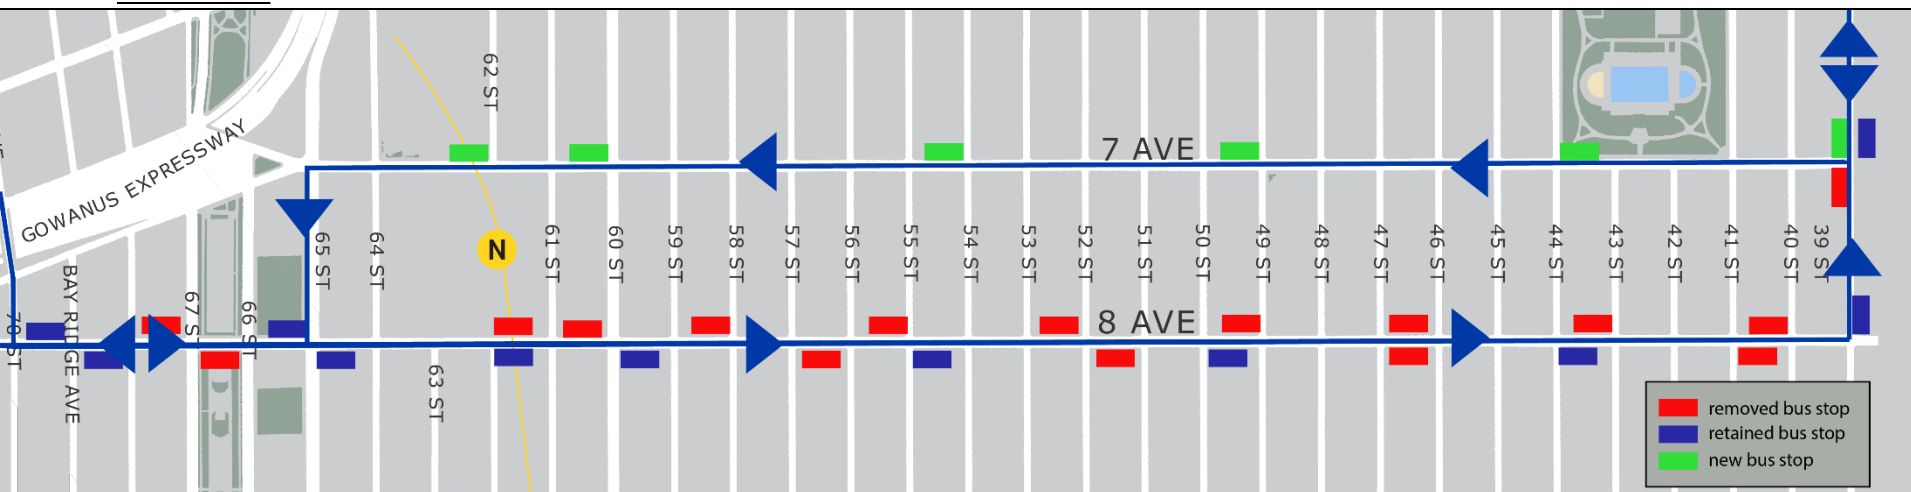 62 ST
GOWANUS EXPRESSWAY
7 AVE
N
65 ST
64 ST
61 ST
60 ST
59 ST
58 ST
57 ST
56 ST
55 ST
54 ST
53 ST
52 ST
51 ST
50 ST
49 ST
48 ST
47 ST
46 ST
45 ST
44 ST
43 ST
42 ST
41 ST
40 ST
39 ST
70 ST
BAY RIDGE AVE
67 S
66 ST
63 ST
8 AVE
removed bus stop
retained bus stop
new bus stop